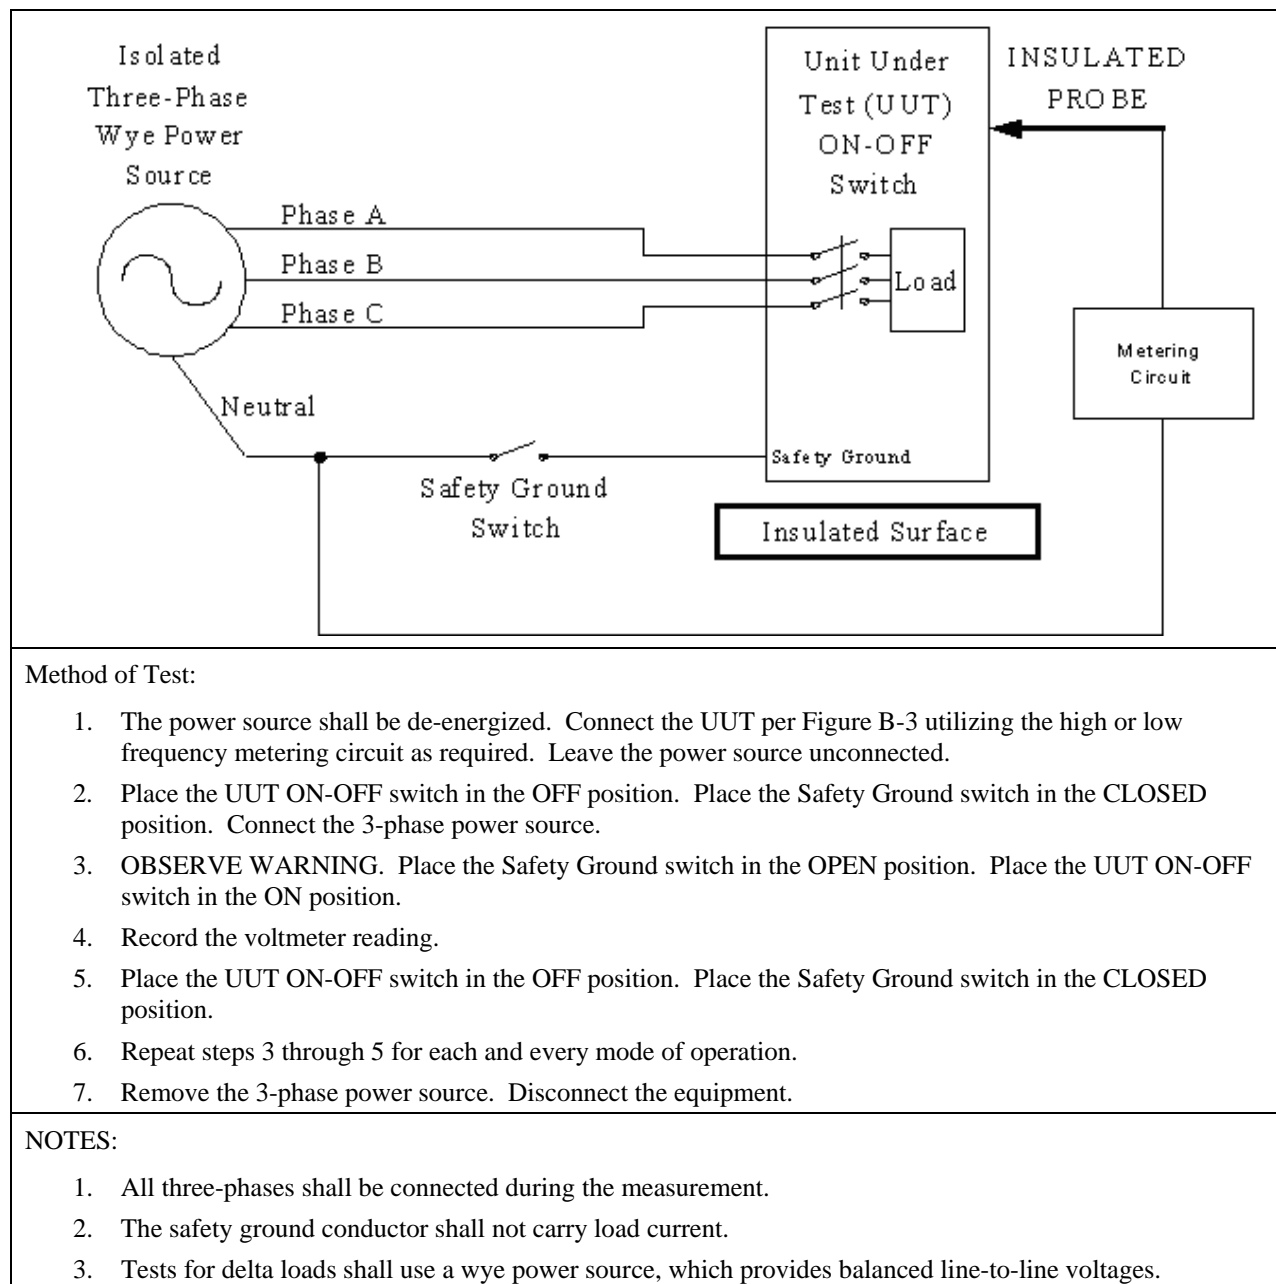 Isolated
Three-Phase
Wye Power
Source
Unit Under
Test (UUT)
ON-OFF
Switch
INSULATED
PROBE
Phase A
Phase B
Phase C
Load
Metering
Circuit
Neutral
Safety Ground
Safety Ground
Switch
Insulated Surface
Method of Test:
1. The power source shall be de-energized. Connect the UUT per Figure B-3 utilizing the high or low
frequency metering circuit as required. Leave the power source unconnected.
2. Place the UUT ON-OFF switch in the OFF position. Place the Safety Ground switch in the CLOSED
position. Connect the 3-phase power source.
3. OBSERVE WARNING. Place the Safety Ground switch in the OPEN position. Place the UUT ON-OFF
switch in the ON position.
4. Record the voltmeter reading.
5. Place the UUT ON-OFF switch in the OFF position. Place the Safety Ground switch in the CLOSED
position.
6. Repeat steps 3 through 5 for each and every mode of operation.
7. Remove the 3-phase power source. Disconnect the equipment.
NOTES:
1. All three-phases shall be connected during the measurement.
2. The safety ground conductor shall not carry load current.
3. Tests for delta loads shall use a wye power source, which provides balanced line-to-line voltages.